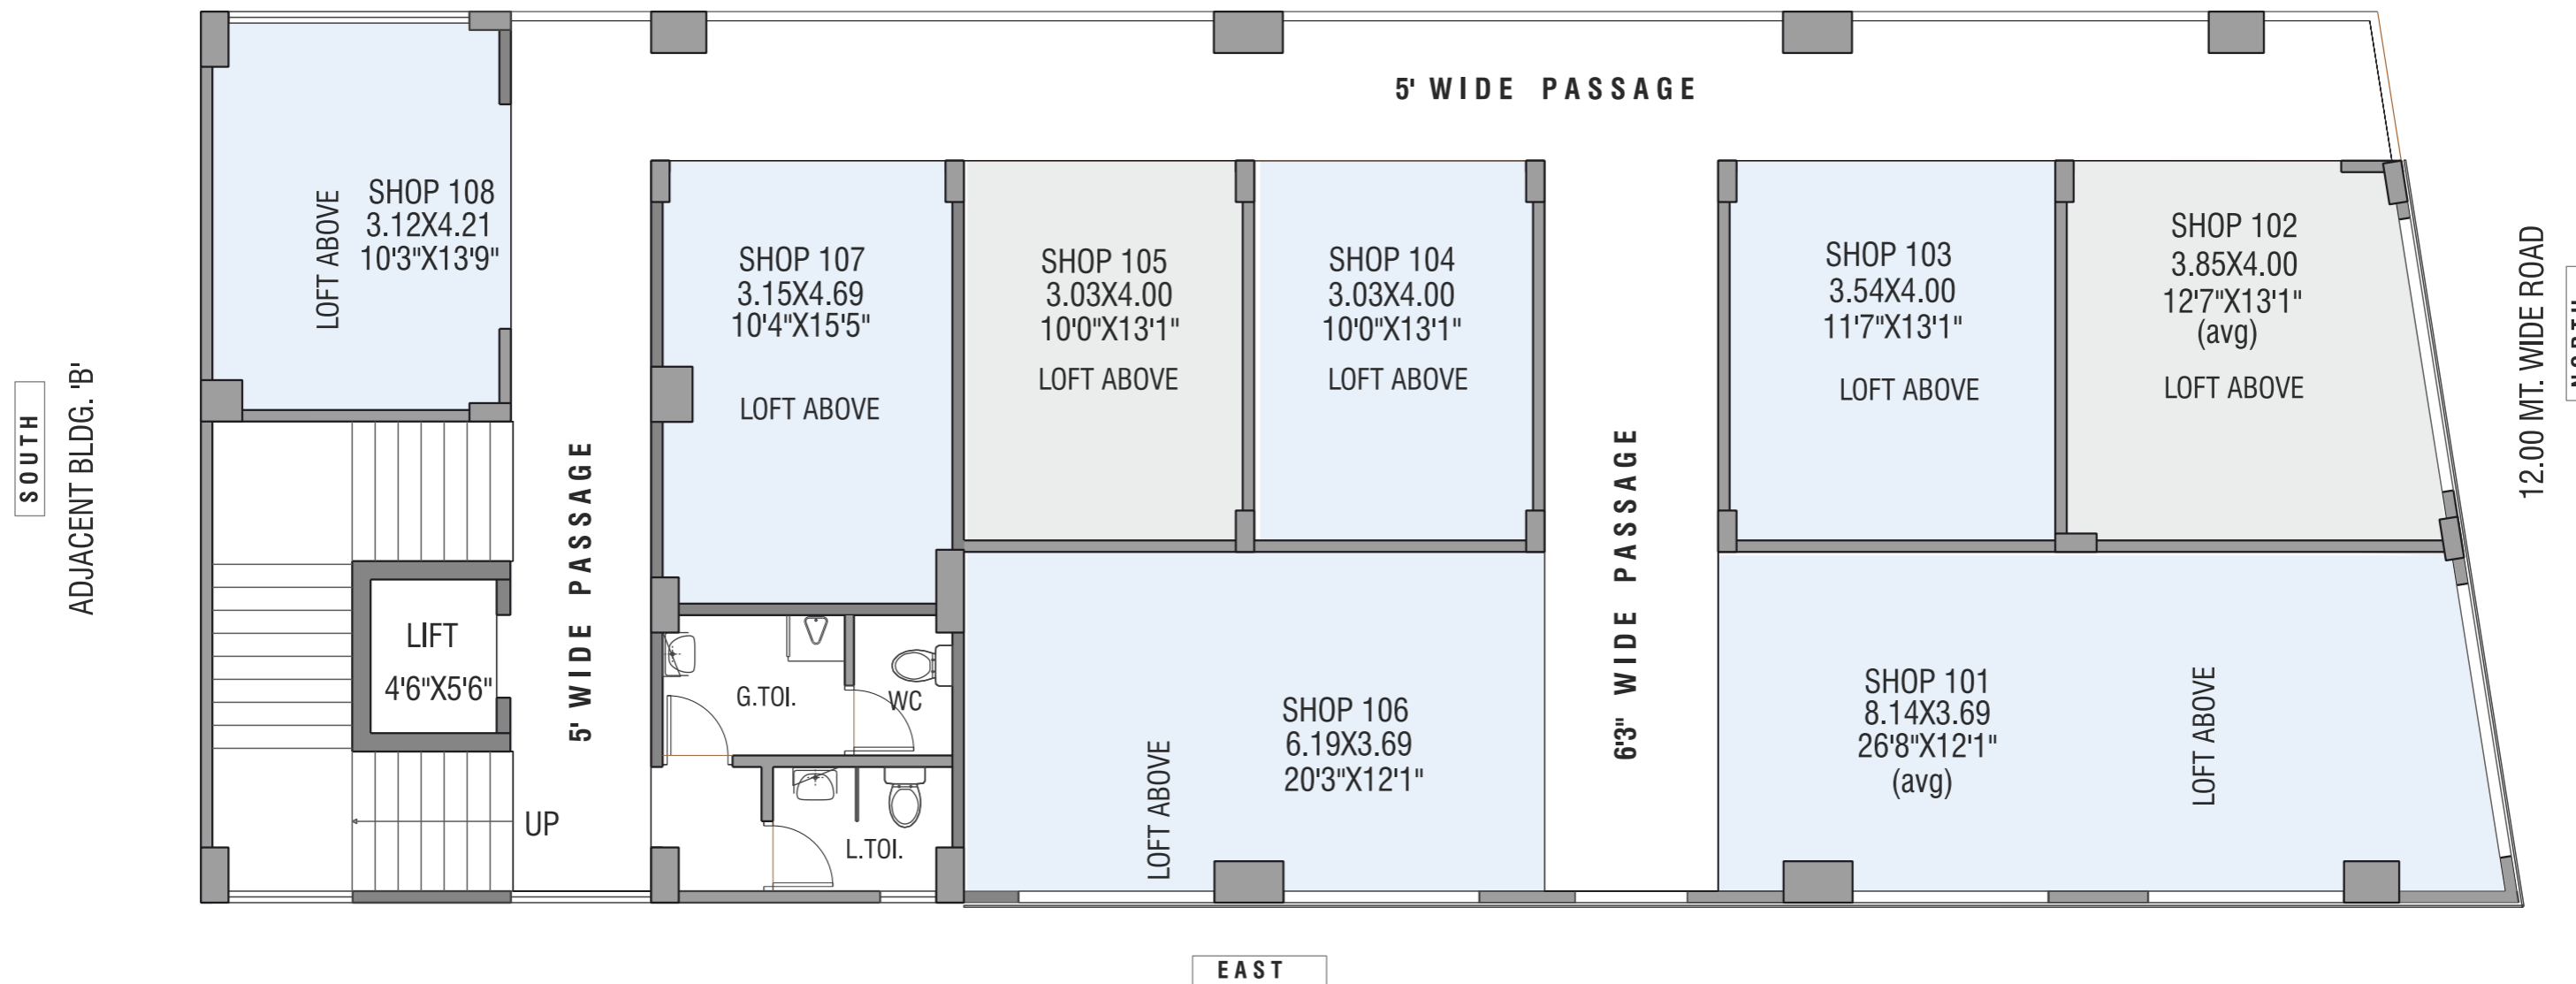 5' WIDE PASSAGE
SHOP 108
3.12X4.21
10'3"X13'9"
LOFT ABOVE
SHOP 107
3.15X4.69
10'4"X15'5"
LOFT ABOVE
SHOP 105
3.03X4.00
10'0"X13'1"
LOFT ABOVE
SHOP 104
3.03X4.00
10'0"X13'1"
LOFT ABOVE
SHOP 103
3.54X4.00
11'7"X13'1"
LOFT ABOVE
SHOP 102
3.85X4.00
12'7"X13'1"
(avg)
LOFT ABOVE
12.00 MT. WIDE ROAD
SOUTH
ADJACENT BLDG. 'B'
5' WIDE PASSAGE
6'3" WIDE PASSAGE
LIFT
4'6"X5'6"
G.TOI.
WC
L.TOI.
UP
SHOP 106
6.19X3.69
20'3"X12'1"
LOFT ABOVE
SHOP 101
8.14X3.69
26'8"X12'1"
(avg)
LOFT ABOVE
EAST